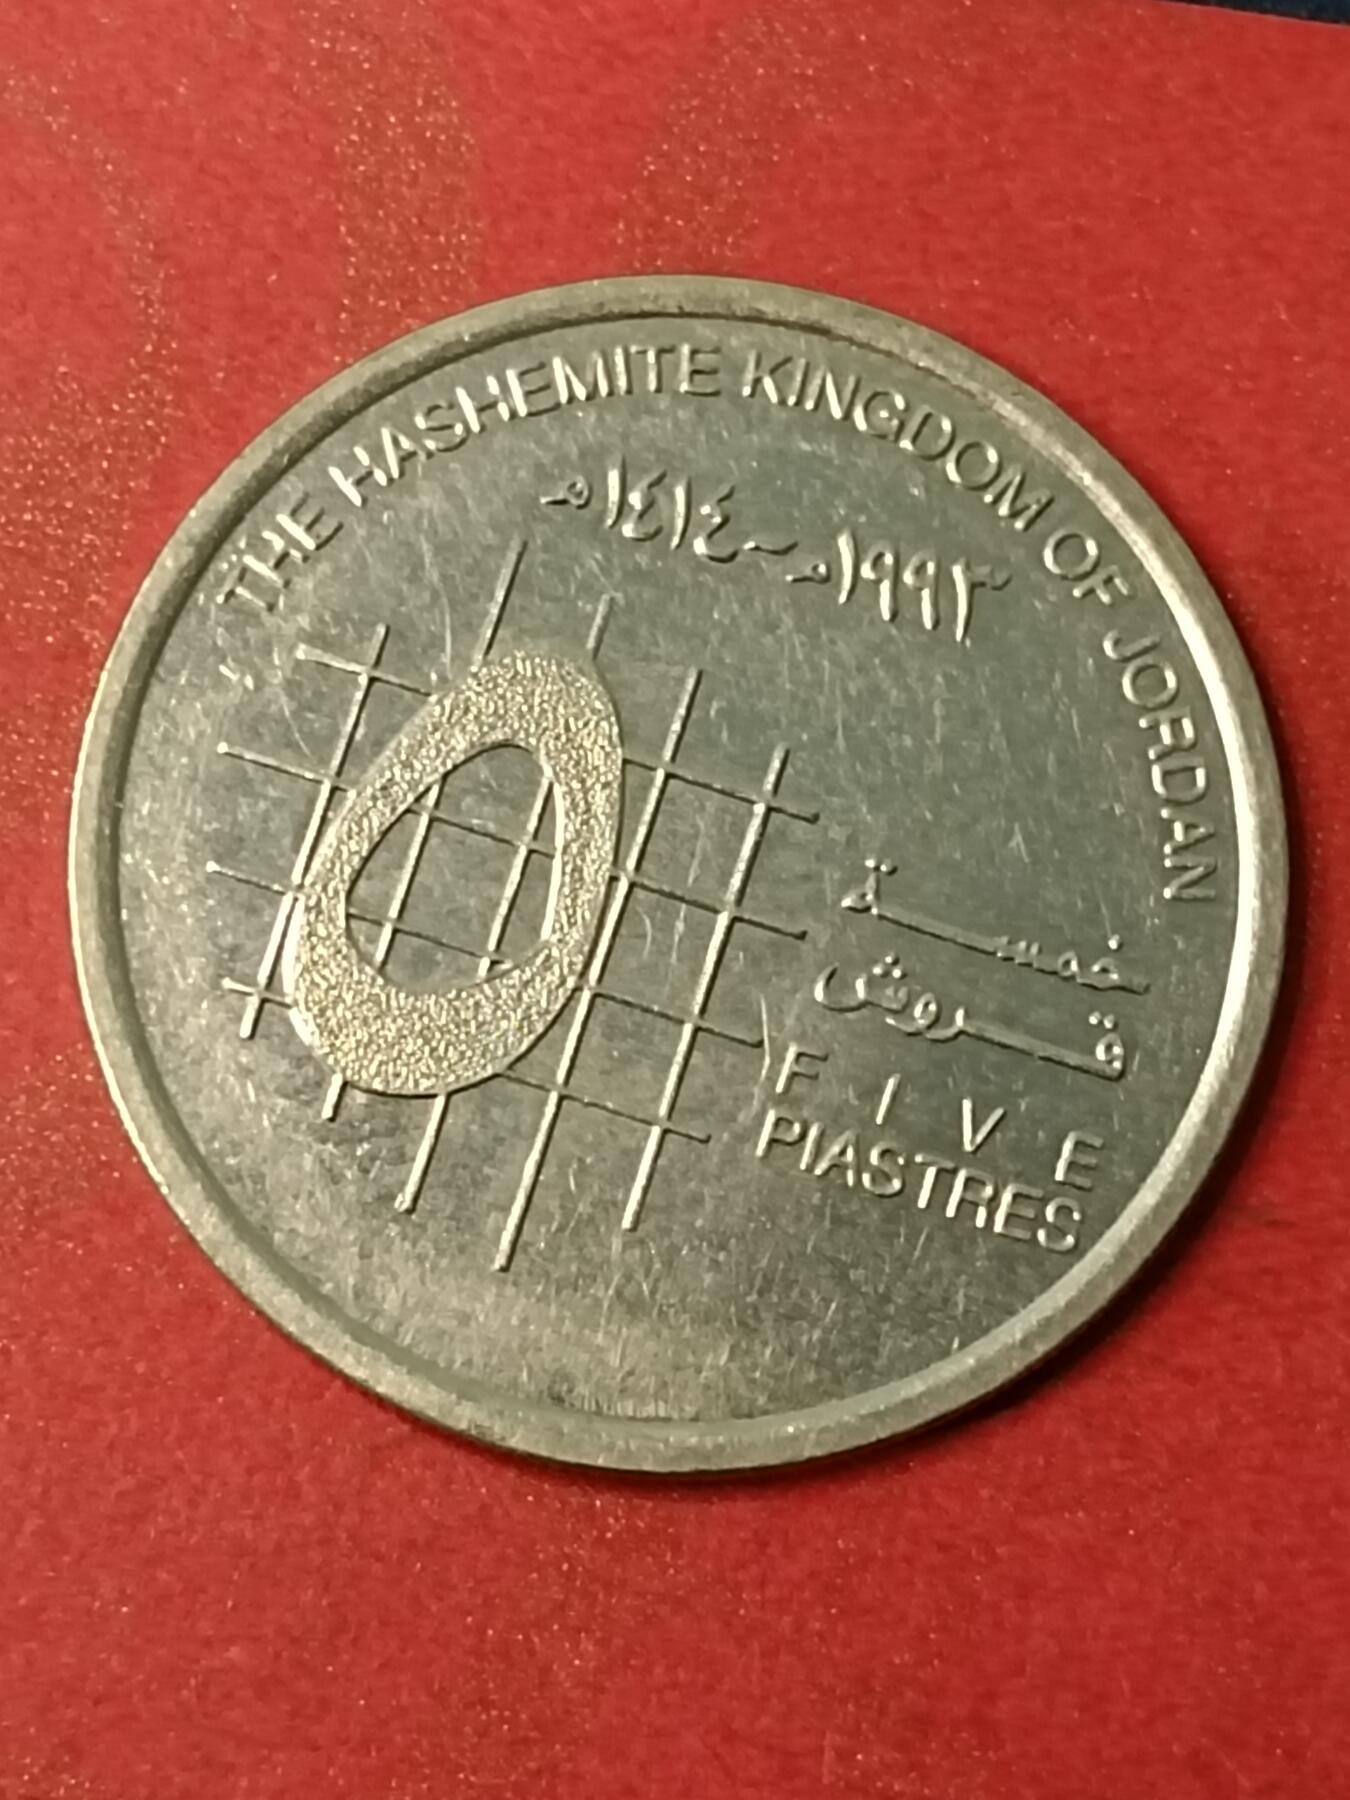 THE HASHEMITE KINGDOM OF JORDAN
١٩٩٣م - ١٤١٤هـ
٥
خمسة
قروش
FIVE
PIASTRES